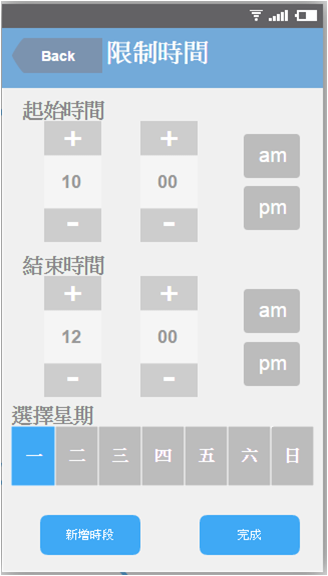 Back 限制時間
起始時間
+ +
10 00 am
- - pm
結束時間
+ +
12 00 am
- - pm
選擇星期
一 二 三 四 五 六 日
新增時段 完成